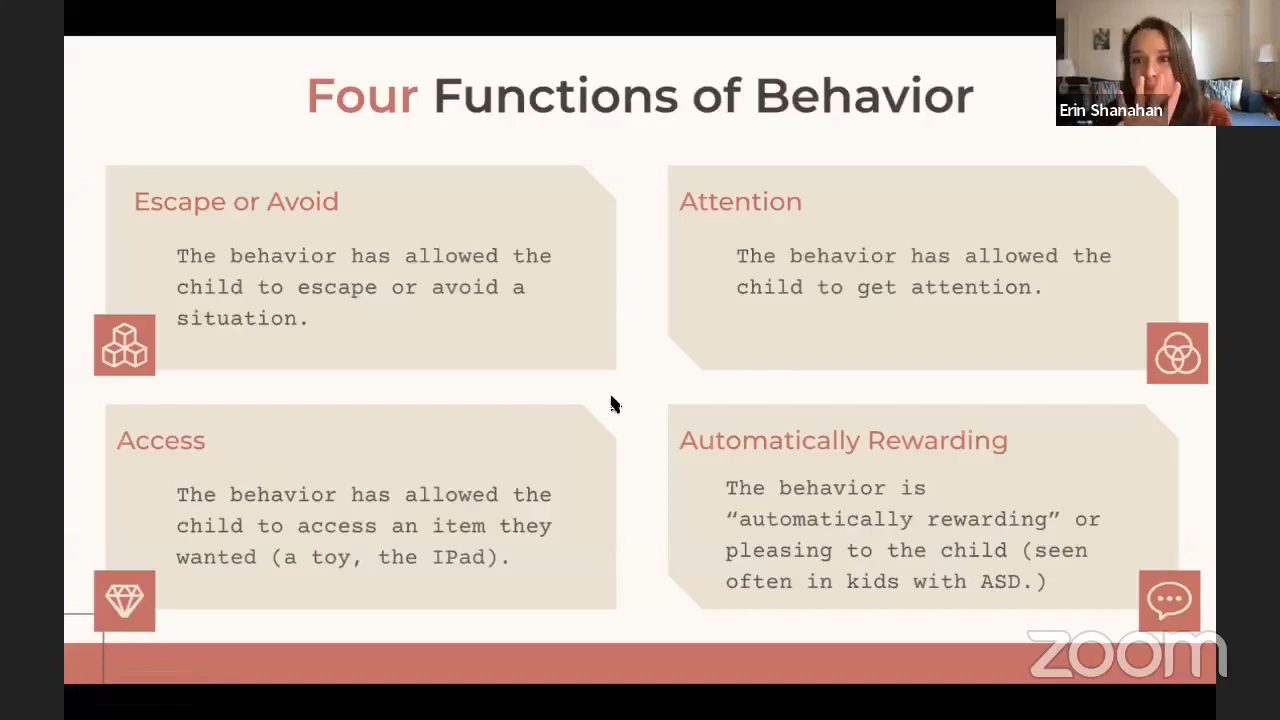 Four Functions of Behavior
Erin Shanahan
Escape or Avoid
The behavior has allowed the
child to escape or avoid a
situation.
Attention
The behavior has allowed the
child to get attention.
Access
The behavior has allowed the
child to access an item they
wanted (a toy, the IPad).
Automatically Rewarding
The behavior is
“automatically rewarding” or
pleasing to the child (seen
often in kids with ASD.)
zoom